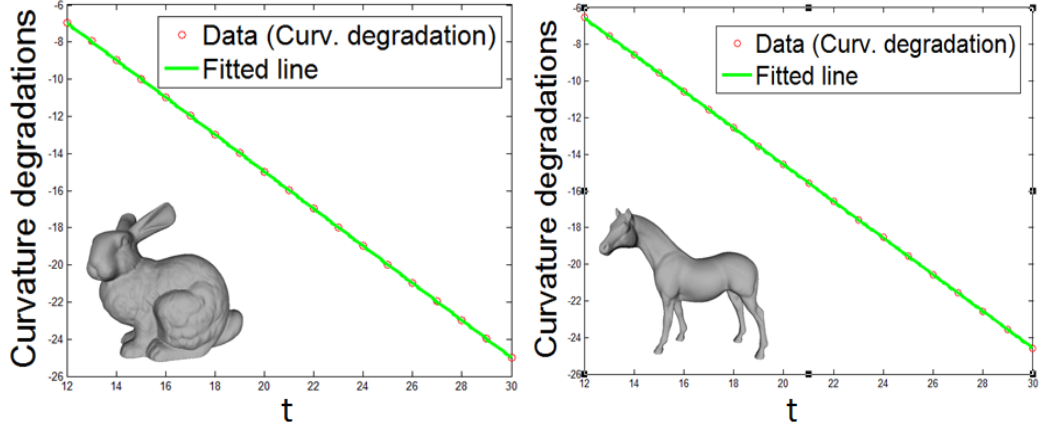 Curvature degradations
-6
-8
-10
-12
-14
-16
-18
-20
-22
-24
-26
Data (Curv. degradation)
Fitted line
12 14 16 18 20 22 24 26 28 30
t
Curvature degradations
-6
-8
-10
-12
-14
-16
-18
-20
-22
-24
-26
Data (Curv. degradation)
Fitted line
12 14 16 18 20 22 24 26 28 30
t